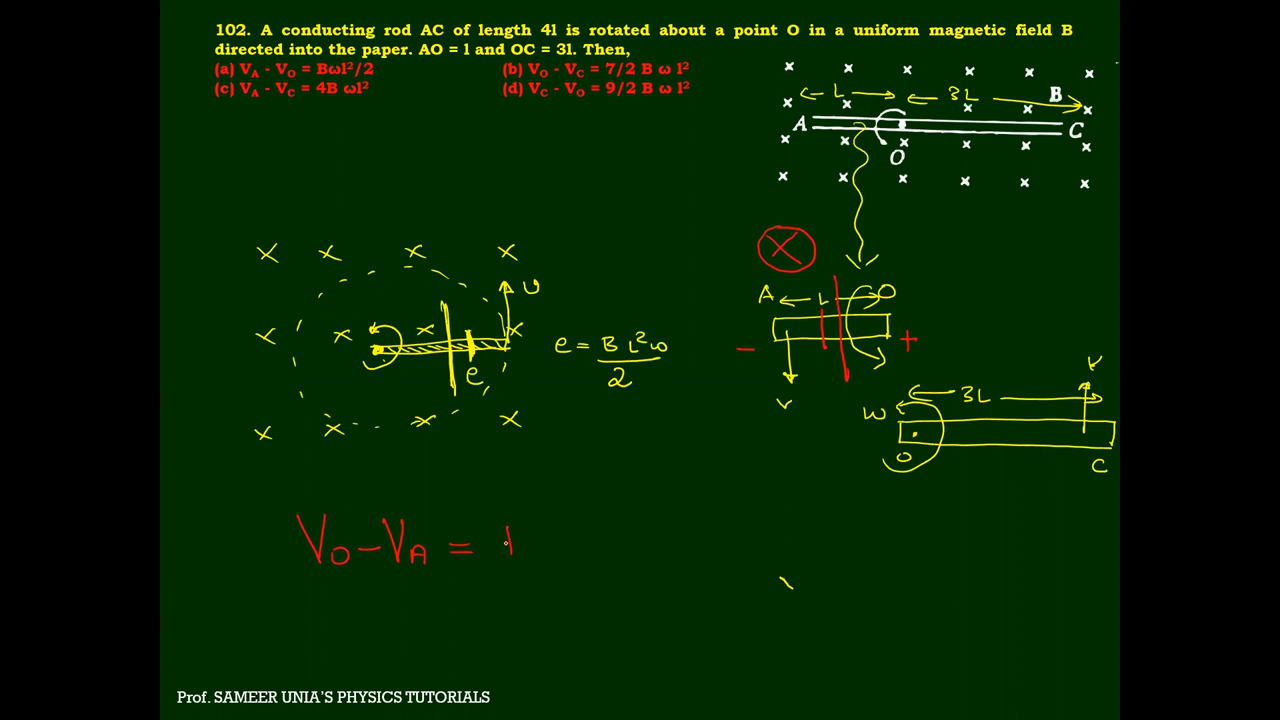 102. A conducting rod AC of length 4l is rotated about a point O in a uniform magnetic field B
directed into the paper. AO = l and OC = 3l. Then,
(a) V_A - V_O = Bωl²/2
(b) V_O - V_C = 7/2 B ω l²
(c) V_A - V_C = 4B ωl²
(d) V_C - V_O = 9/2 B ω l²
L 3L B
A C
O
A L O
- +
v
υ
e = B L²ω / 2
e
3L v
ω
O C
V_O - V_A =
Prof. SAMEER UNIA'S PHYSICS TUTORIALS